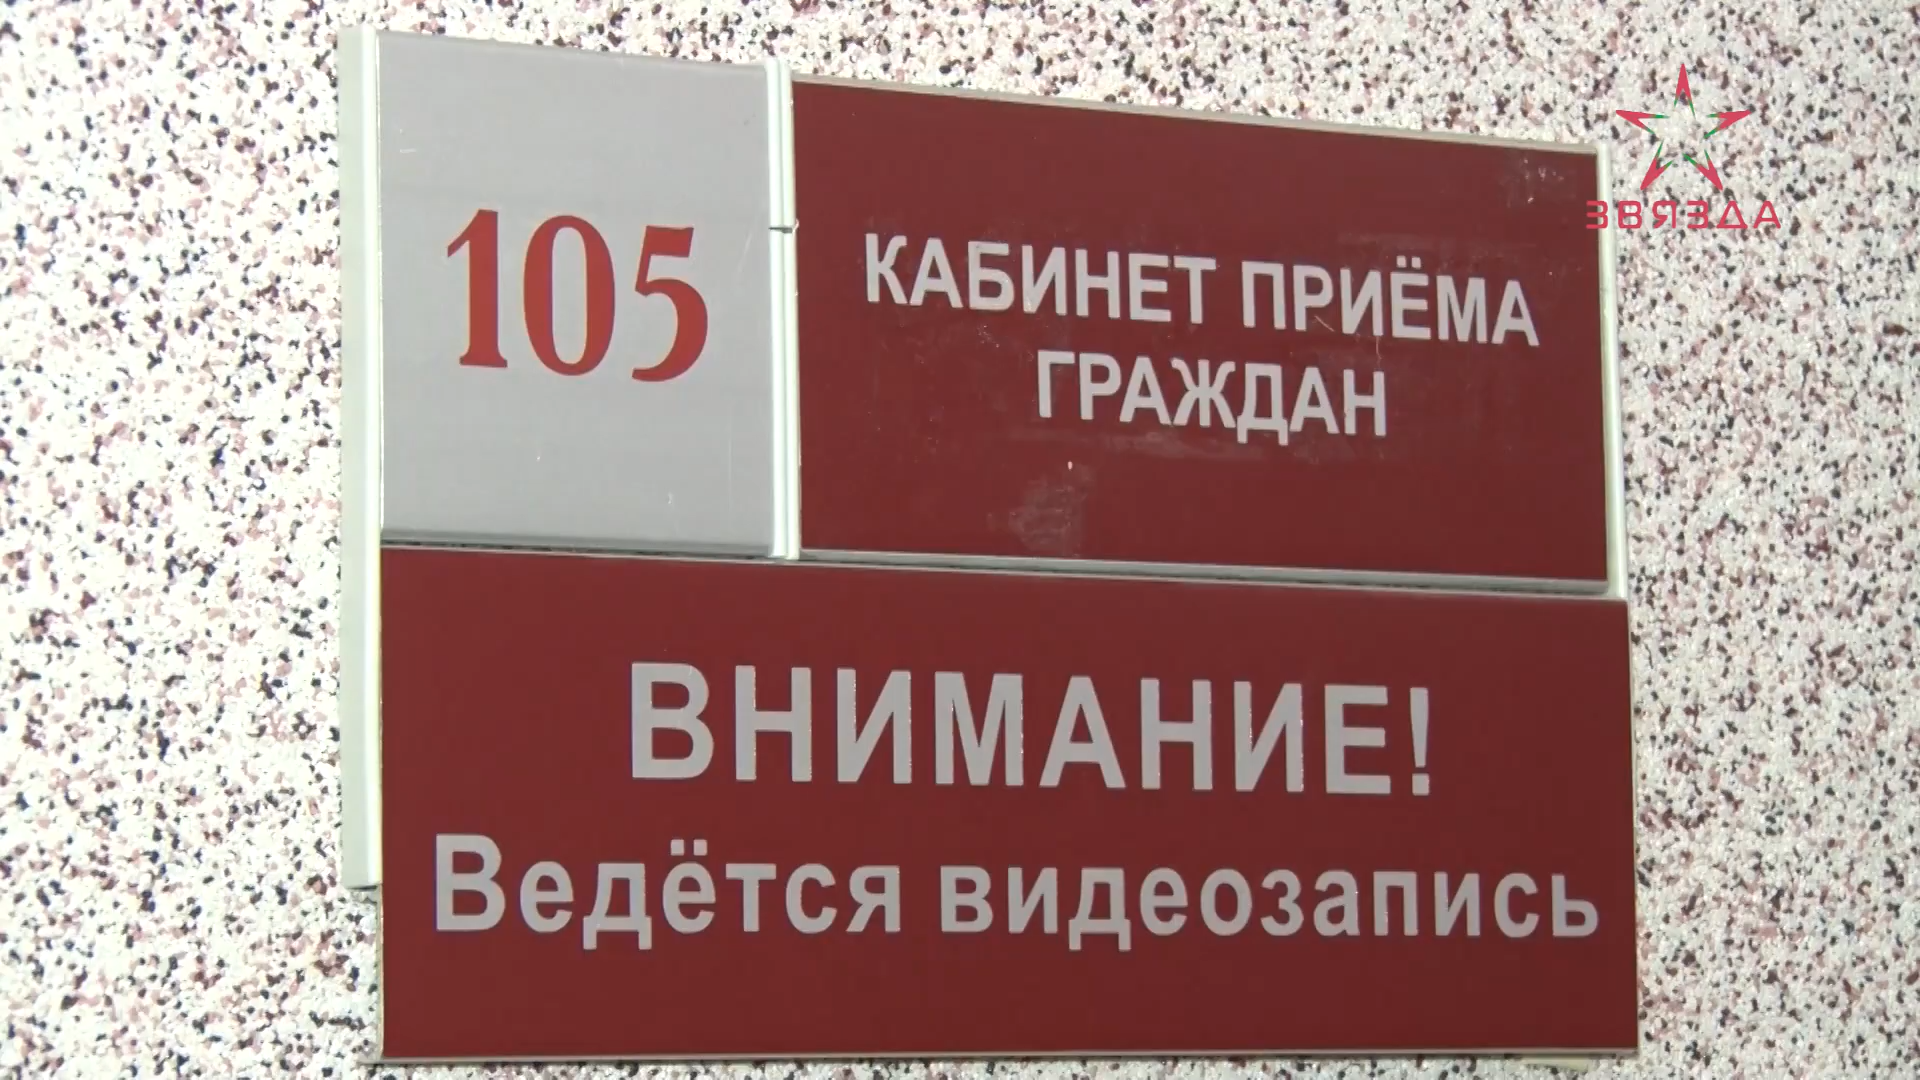 ЗВЯЗДА
105
КАБИНЕТ ПРИЁМА
ГРАЖДАН
ВНИМАНИЕ!
Ведётся видеозапись